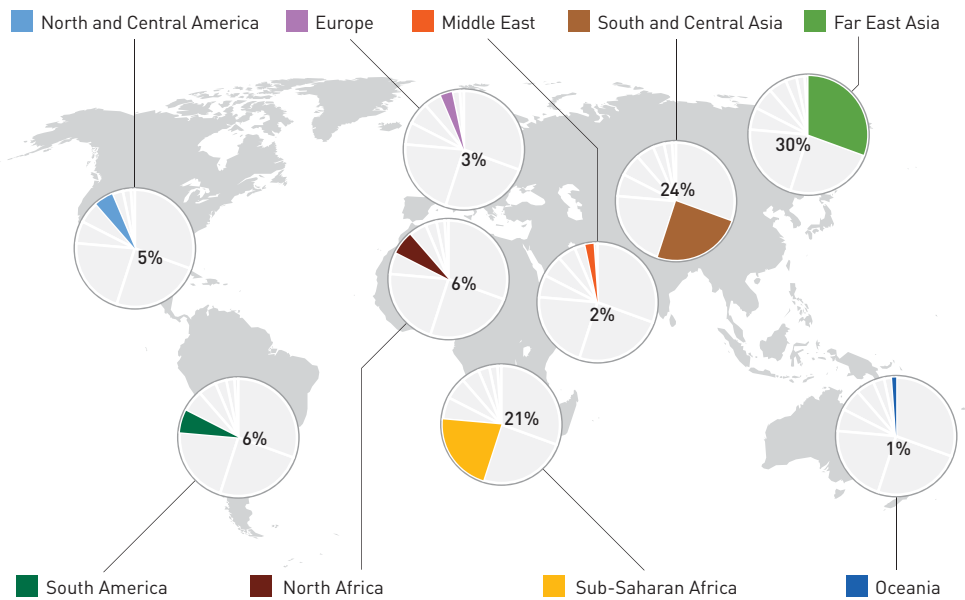 North and Central America
Europe
Middle East
South and Central Asia
Far East Asia
30%
3%
24%
5%
6%
2%
21%
6%
1%
South America
North Africa
Sub-Saharan Africa
Oceania